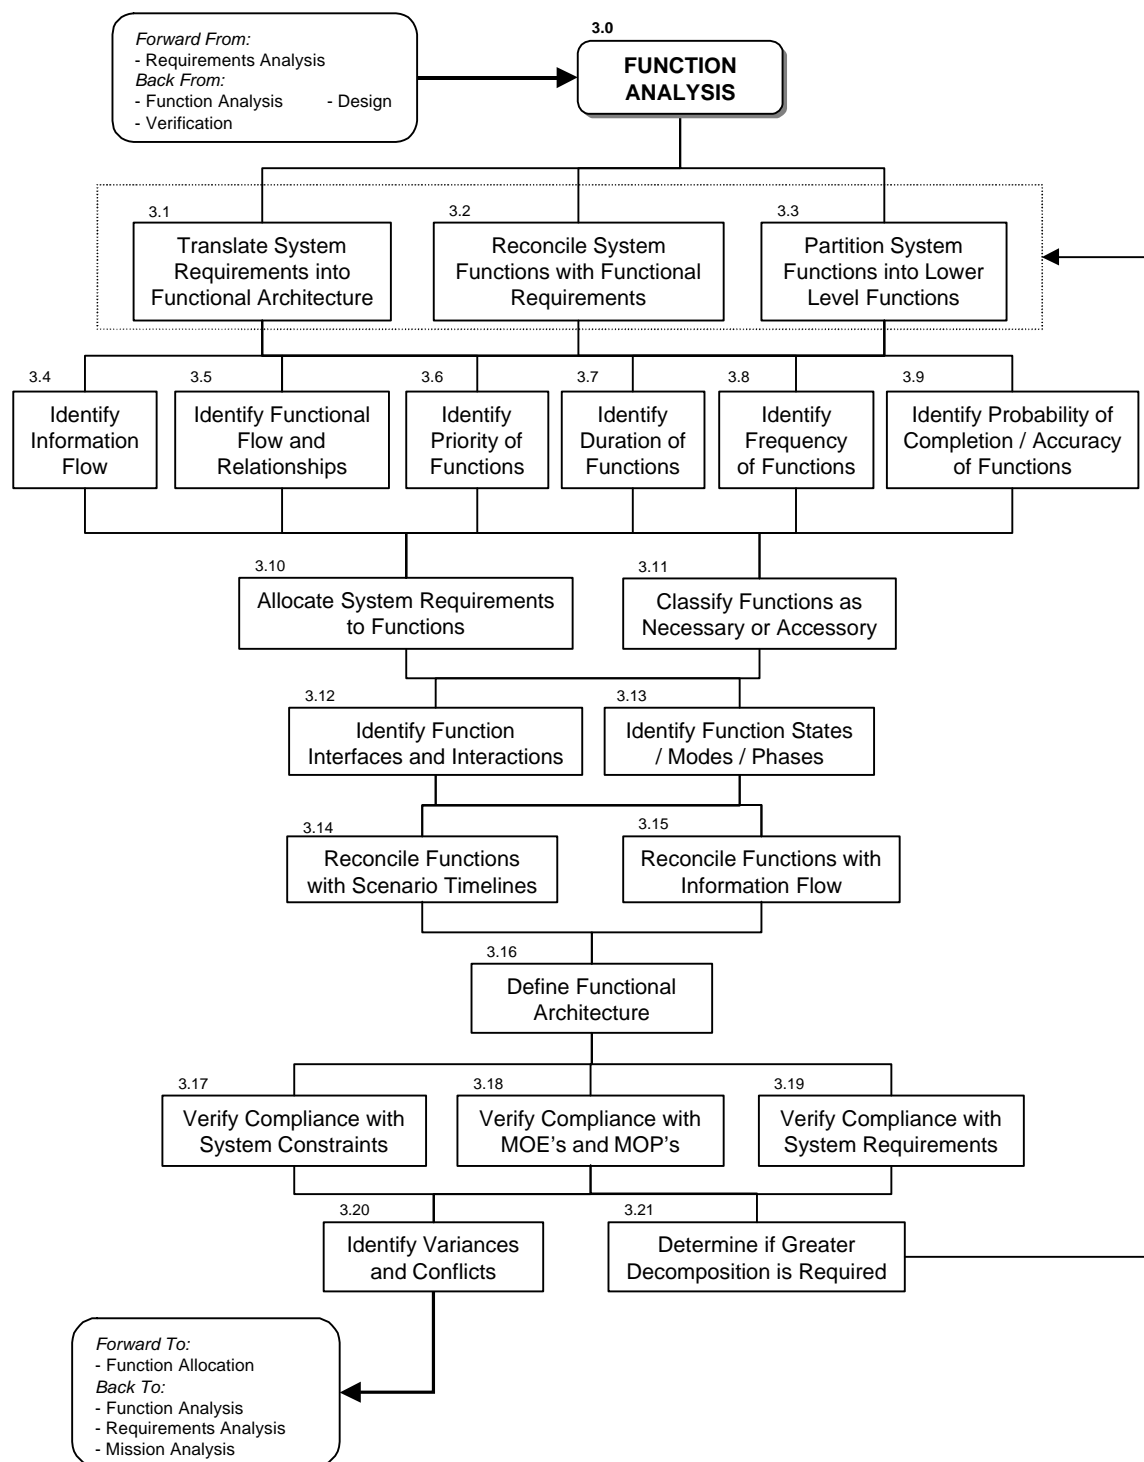 Forward From:
- Requirements Analysis
Back From:
- Function Analysis - Design
- Verification
3.0
FUNCTION
ANALYSIS
3.1
Translate System
Requirements into
Functional Architecture
3.2
Reconcile System
Functions with Functional
Requirements
3.3
Partition System
Functions into Lower
Level Functions
3.4
Identify
Information
Flow
3.5
Identify Functional
Flow and
Relationships
3.6
Identify
Priority of
Functions
3.7
Identify
Duration of
Functions
3.8
Identify
Frequency
of Functions
3.9
Identify Probability of
Completion / Accuracy
of Functions
3.10
Allocate System Requirements
to Functions
3.11
Classify Functions as
Necessary or Accessory
3.12
Identify Function
Interfaces and Interactions
3.13
Identify Function States
/ Modes / Phases
3.14
Reconcile Functions
with Scenario Timelines
3.15
Reconcile Functions with
Information Flow
3.16
Define Functional
Architecture
3.17
Verify Compliance with
System Constraints
3.18
Verify Compliance with
MOE’s and MOP’s
3.19
Verify Compliance with
System Requirements
3.20
Identify Variances
and Conflicts
3.21
Determine if Greater
Decomposition is Required
Forward To:
- Function Allocation
Back To:
- Function Analysis
- Requirements Analysis
- Mission Analysis